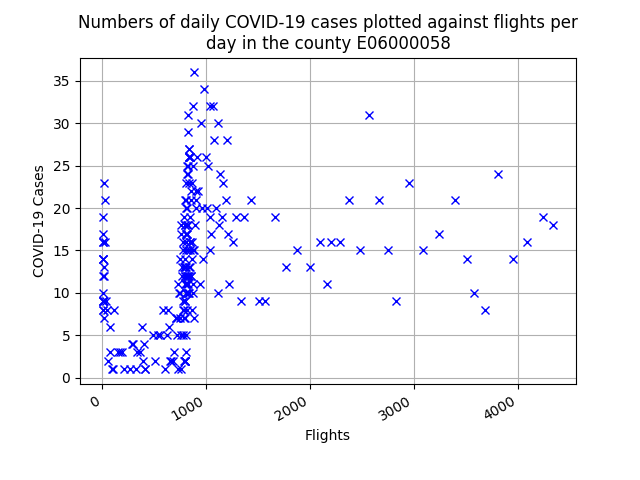 Numbers of daily COVID-19 cases plotted against flights per
day in the county E06000058
35
30
25
20
15
10
5
0
COVID-19 Cases
0 1000 2000 3000 4000
Flights